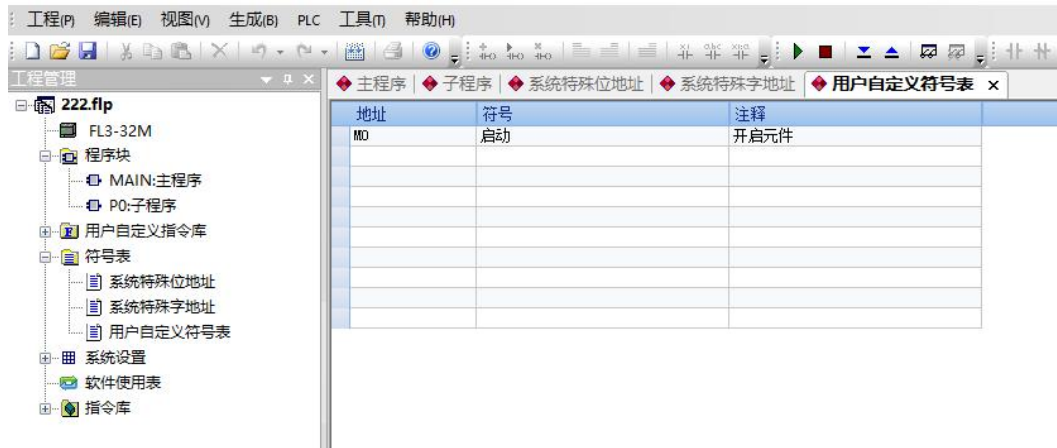 工程(P) 编辑(E) 视图(V) 生成(B) PLC 工具(T) 帮助(H)
工程管理
222.flp
FL3-32M
程序块
MAIN:主程序
P0:子程序
用户自定义指令库
符号表
系统特殊位地址
系统特殊字地址
用户自定义符号表
系统设置
软件使用表
指令库
主程序 子程序 系统特殊位地址 系统特殊字地址 用户自定义符号表
地址 符号 注释
M0 启动 开启元件